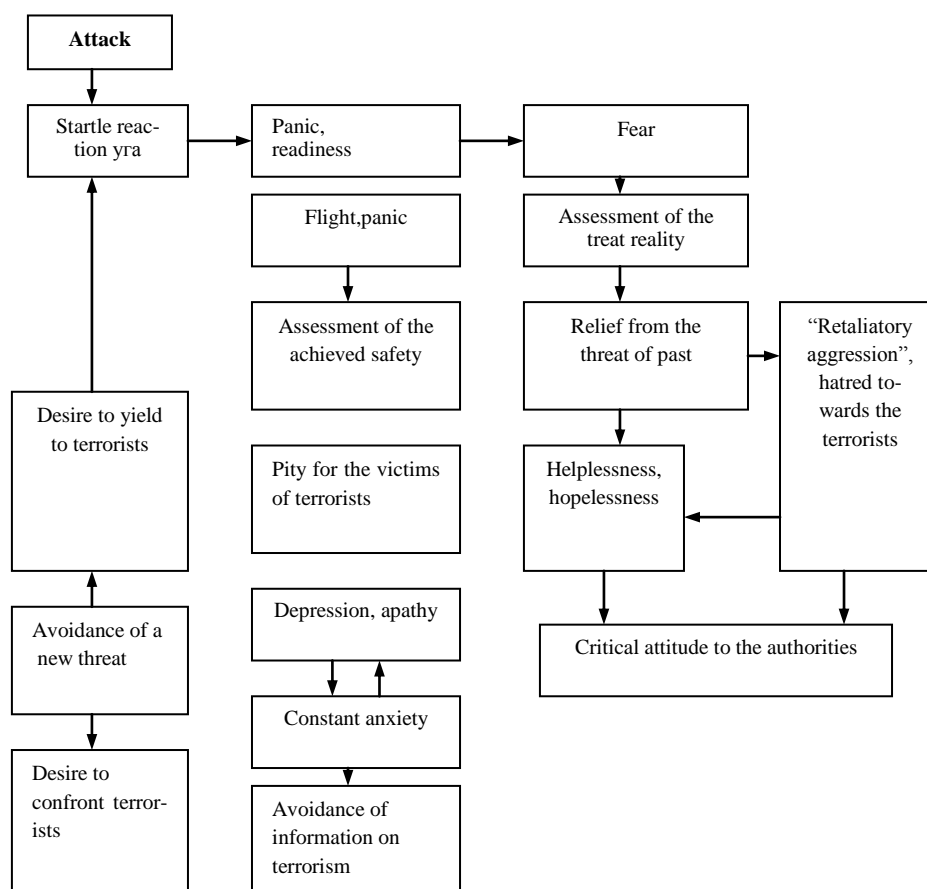 Attack
Startle reac-
tion уга
Panic,
readiness
Fear
Flight,panic
Assessment of the
treat reality
Assessment of the
achieved safety
Relief from the
threat of past
“Retaliatory
aggression”,
hatred to-
wards the
terrorists
Desire to yield
to terrorists
Pity for the victims
of terrorists
Helplessness,
hopelessness
Avoidance of a
new threat
Depression, apathy
Critical attitude to the authorities
Constant anxiety
Desire to
confront terror-
ists
Avoidance of
information on
terrorism